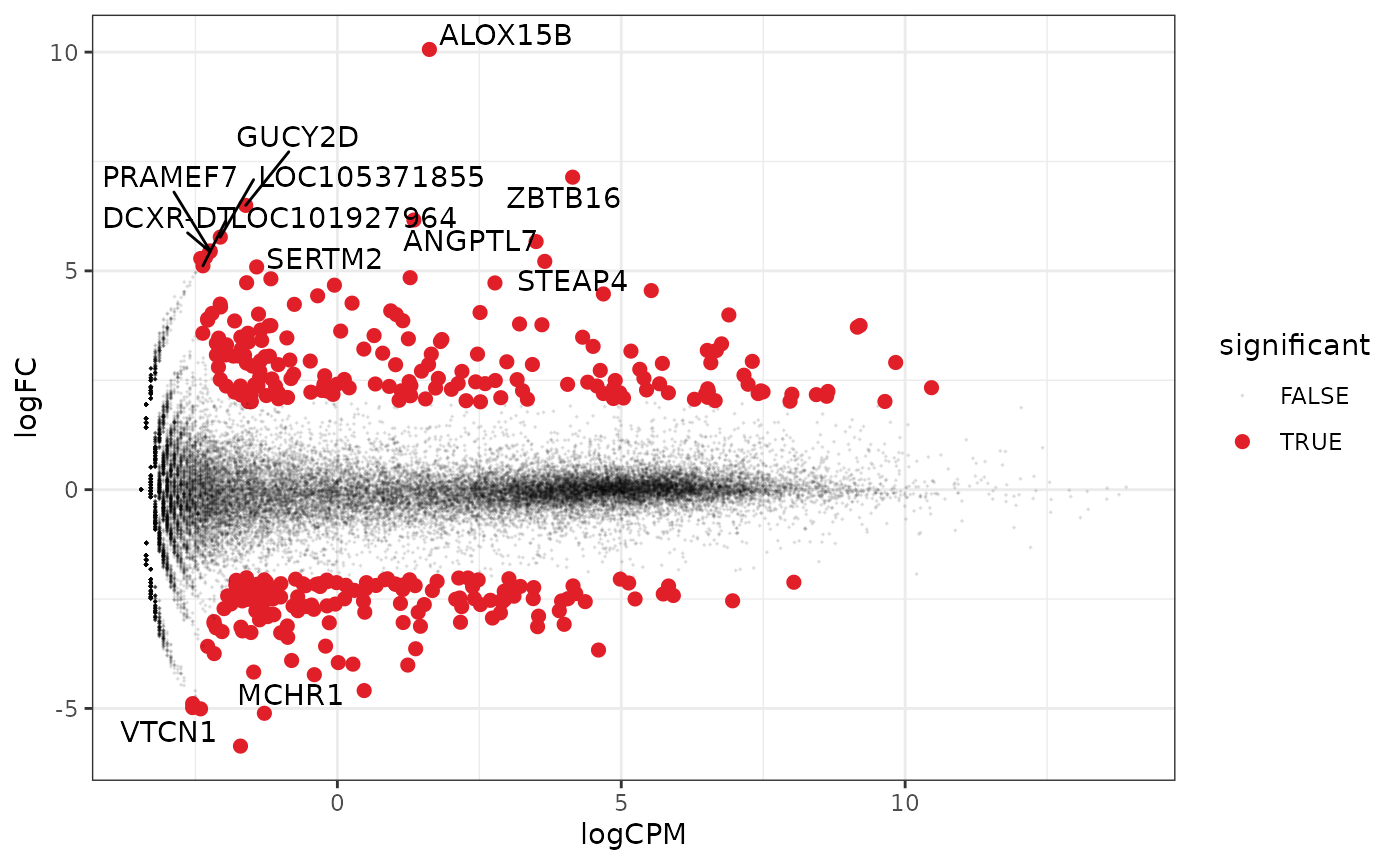 ALOX15B
GUCY2D
PRAMEF7 LOC105371855
ZBTB16
DCXR-DT LOC101927964
ANGPTL7
SERTM2
STEAP4
MCHR1
VTCN1
10
5
0
-5
logFC
0 5 10
logCPM
significant
FALSE
TRUE